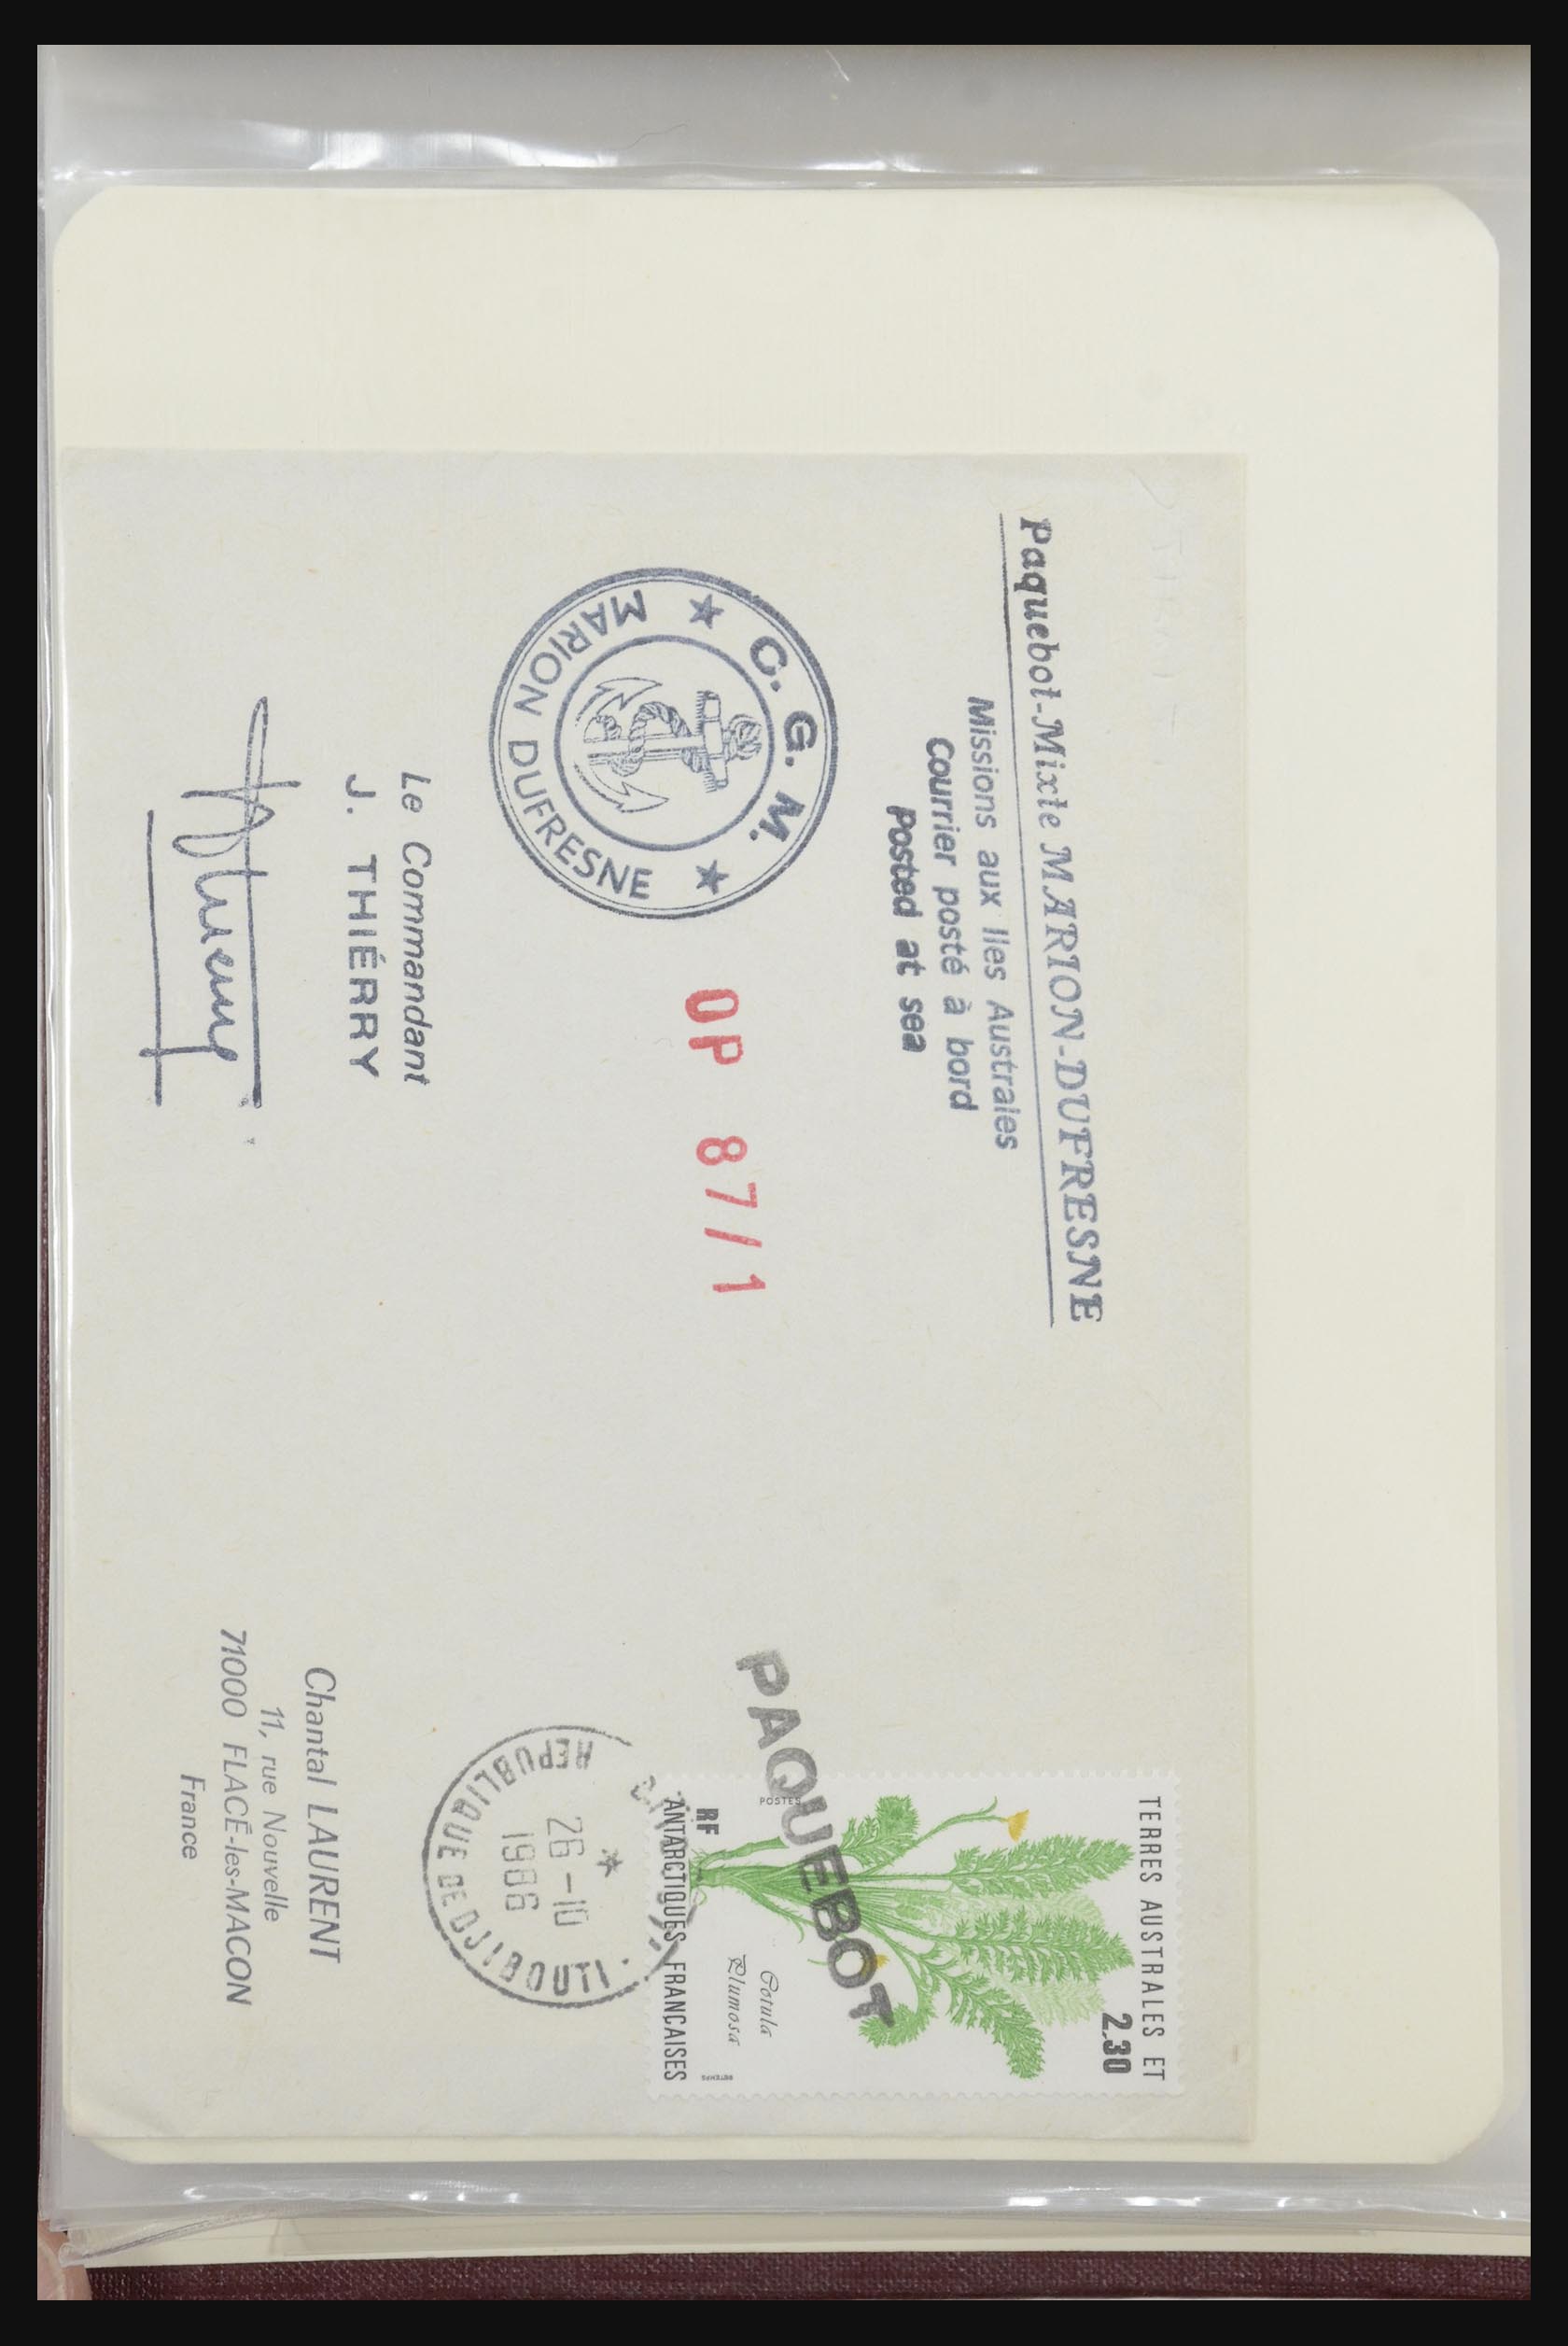 Paquebot-Mixte MARION-DUFRESNE
Missions aux Iles Australes
Courrier posté à bord
Posted at sea
C. G. M.
MARION DUFRESNE
OP 87/1
Le Commandant
J. THIÉRRY
PAQUEBOT
TERRES AUSTRALES ET
2,30
POSTES
Cotula
Plumosa
RF
ANTARCTIQUES FRANÇAISES
26-10
1986
REPUBLIQUE DE DJIBOUTI
Chantal LAURENT
11, rue Nouvelle
71000 FLACÉ-les-MACON
France